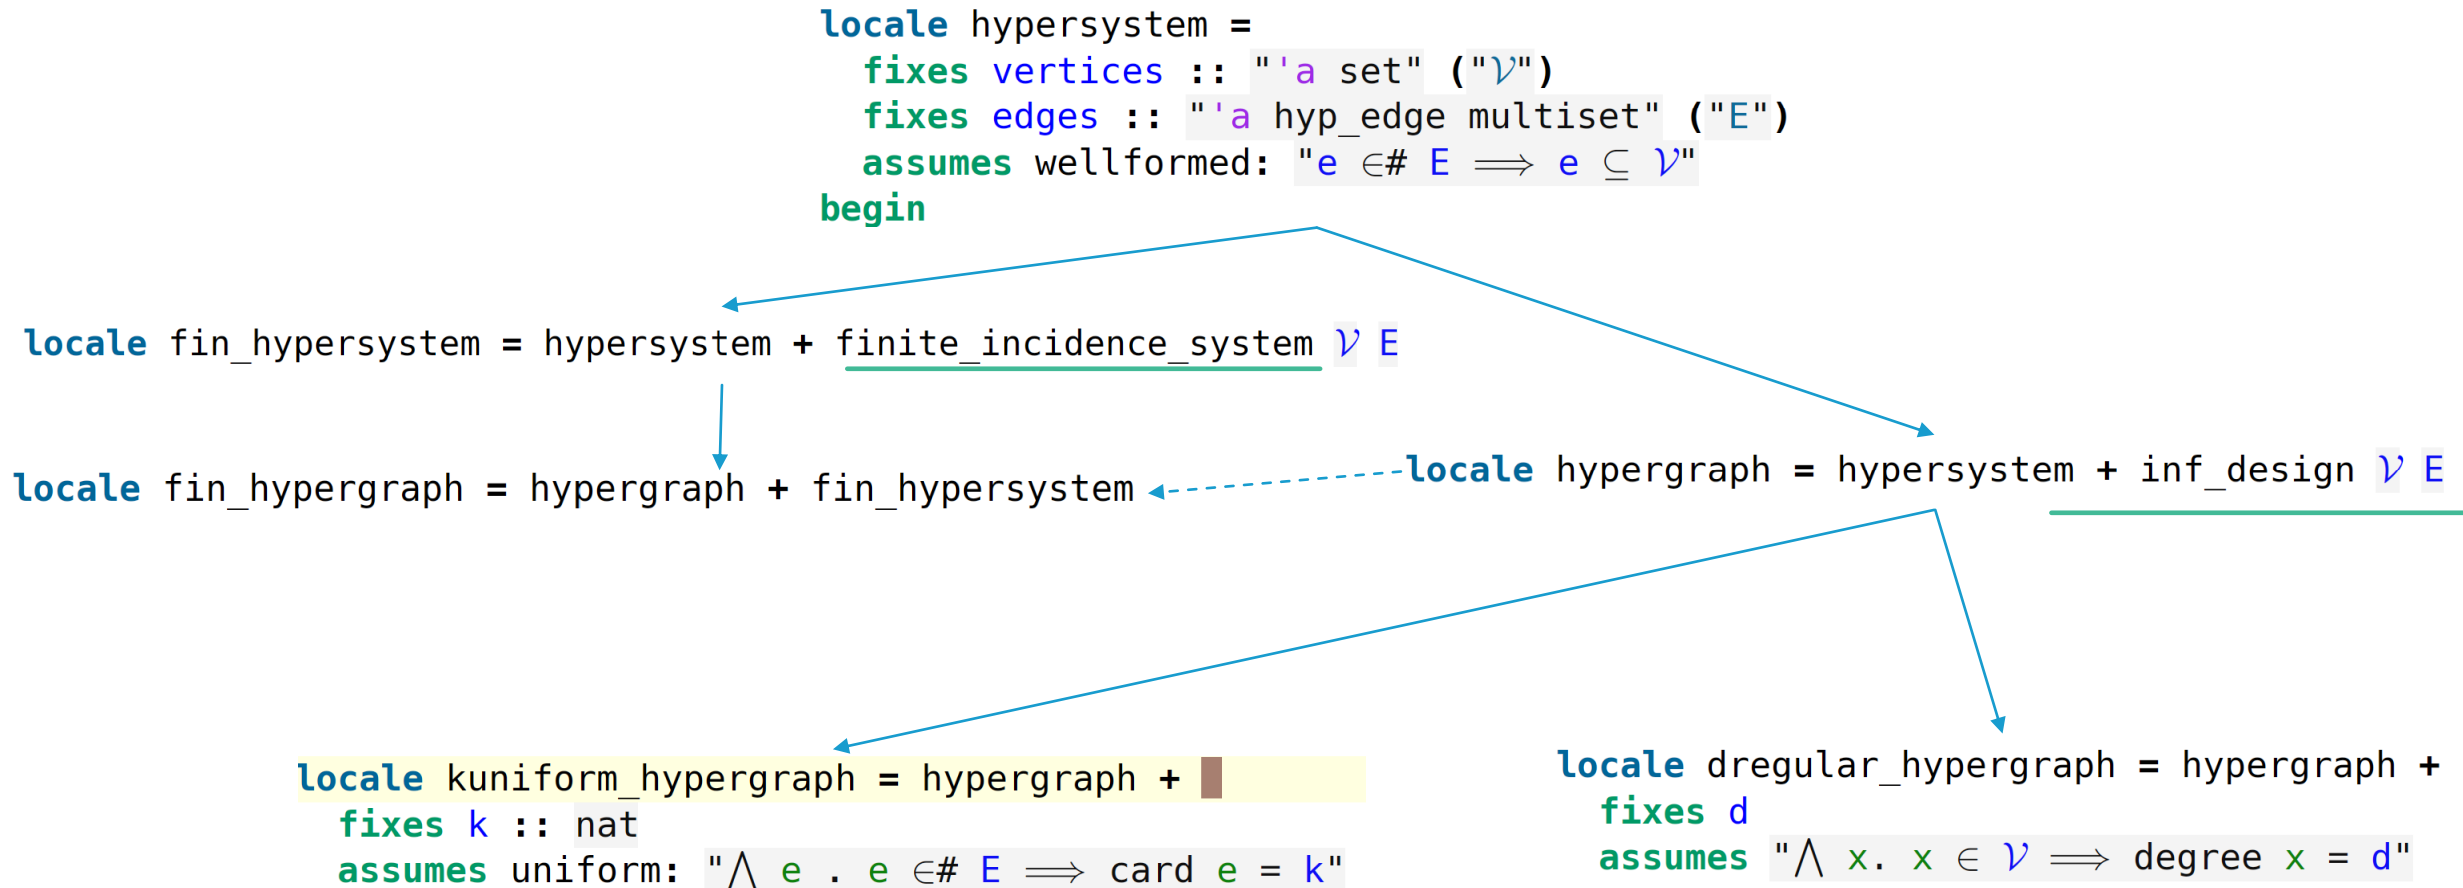 locale hypersystem =
fixes vertices :: "'a set" ("𝒱")
fixes edges :: "'a hyp_edge multiset" ("E")
assumes wellformed: "e ∈# E ⟹ e ⊆ 𝒱"
begin
locale fin_hypersystem = hypersystem + finite_incidence_system 𝒱 E
locale fin_hypergraph = hypergraph + fin_hypersystem
locale hypergraph = hypersystem + inf_design 𝒱 E
locale kuniform_hypergraph = hypergraph +
fixes k :: nat
assumes uniform: "⋀ e . e ∈# E ⟹ card e = k"
locale dregular_hypergraph = hypergraph +
fixes d
assumes "⋀ x. x ∈ 𝒱 ⟹ degree x = d"